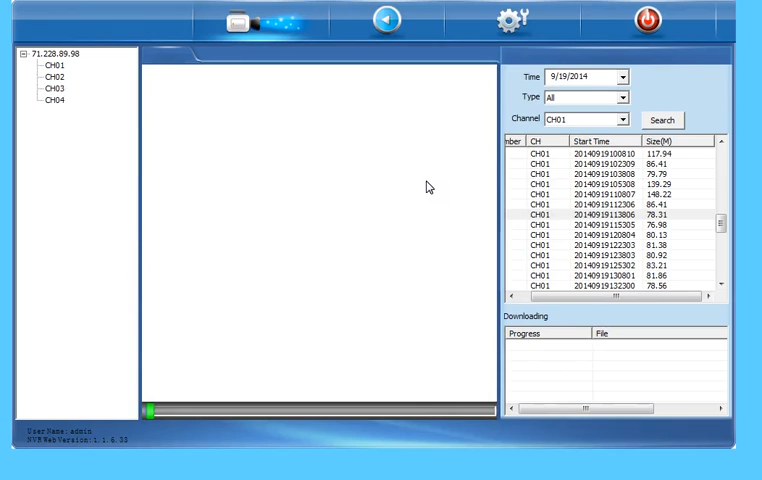 71.228.89.98
CH01
CH02
CH03
CH04
Time 9/19/2014
Type All
Channel CH01 Search
nber CH Start Time Size(M)
CH01 20140919100810 117.94
CH01 20140919102309 86.41
CH01 20140919103808 79.79
CH01 20140919105308 139.29
CH01 20140919110807 148.22
CH01 20140919112306 86.41
CH01 20140919113806 78.31
CH01 20140919115305 76.98
CH01 20140919120804 80.13
CH01 20140919122303 81.38
CH01 20140919123803 80.92
CH01 20140919125302 83.21
CH01 20140919130801 81.86
CH01 20140919132300 78.56
Downloading
Progress File
User Name: admin
NVR Web Version: 1.1.6.33